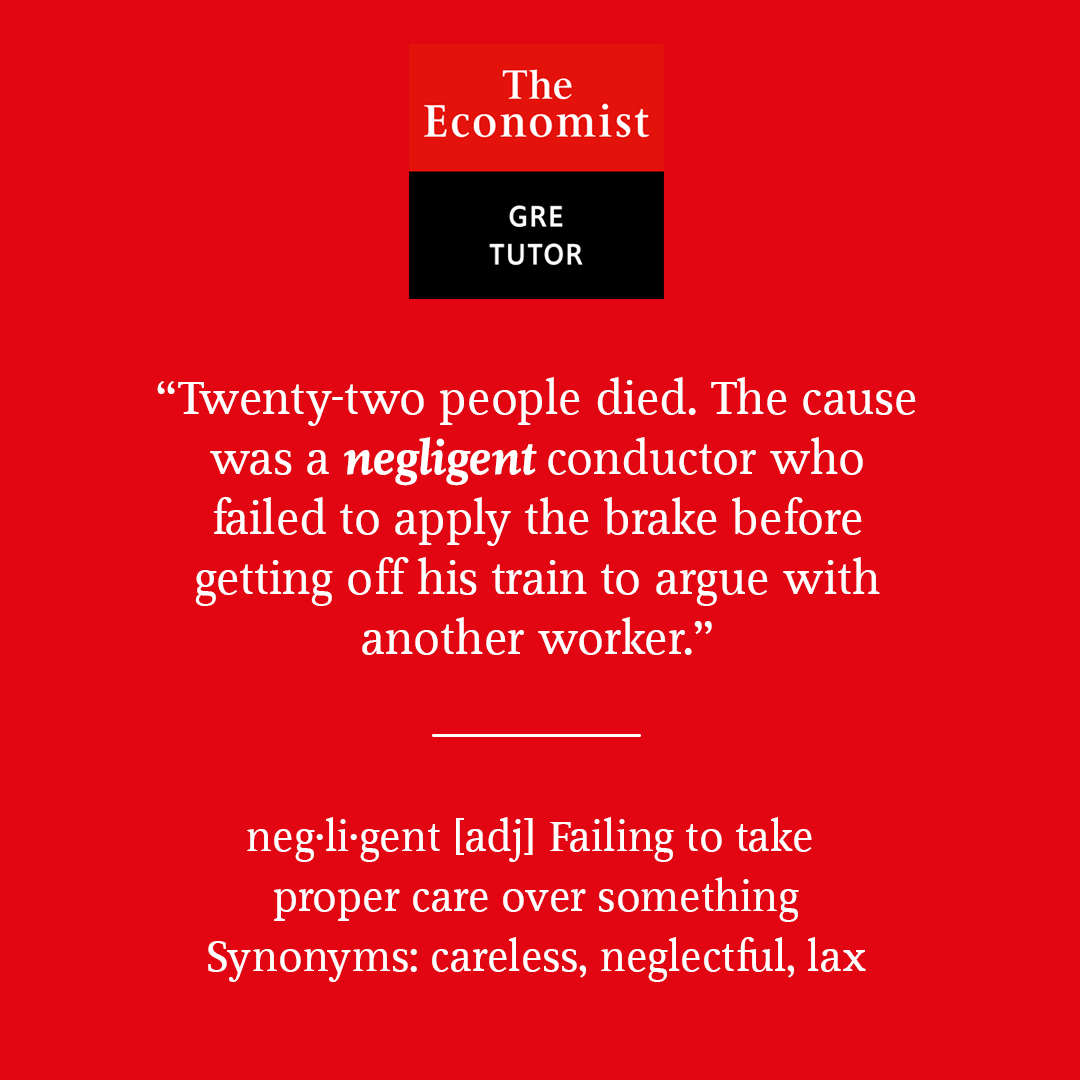 The
Economist
GRE
TUTOR
“Twenty-two people died. The cause
was a negligent conductor who
failed to apply the brake before
getting off his train to argue with
another worker.”
neg·li·gent [adj] Failing to take
proper care over something
Synonyms: careless, neglectful, lax